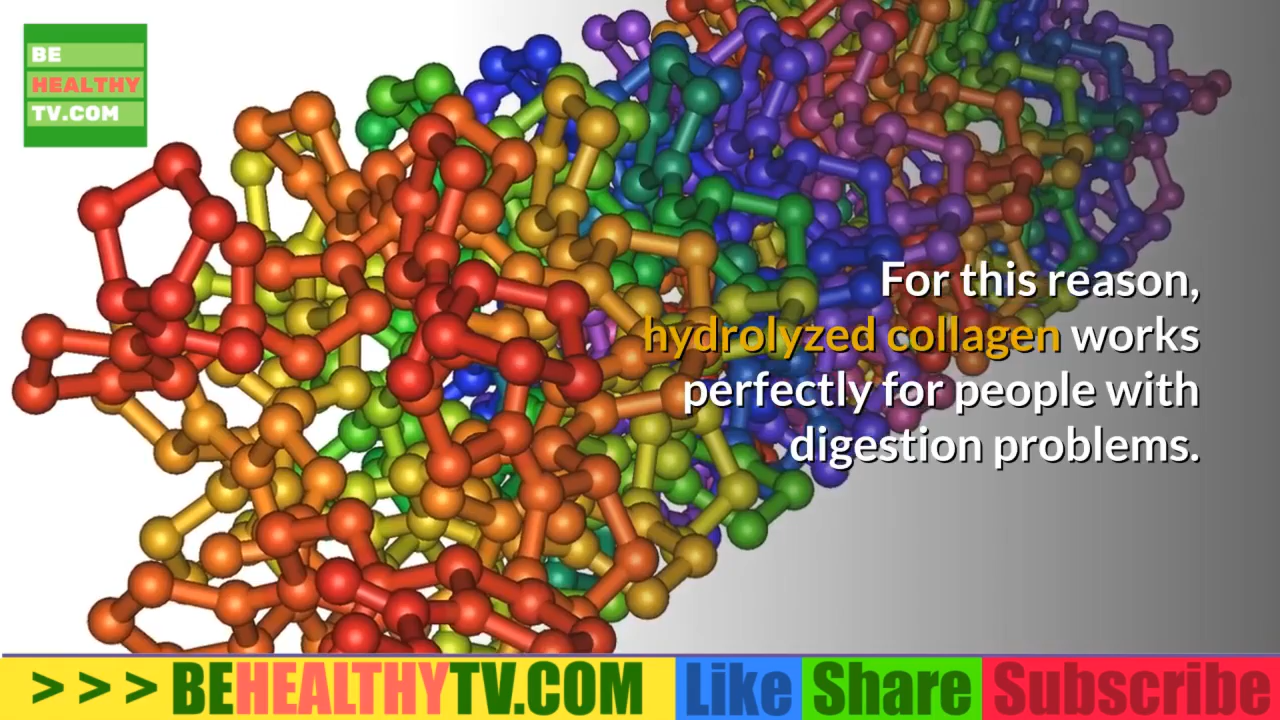 BE
HEALTHY
TV.COM
For this reason,
hydrolyzed collagen works
perfectly for people with
digestion problems.
> > > BEHEALTHYTV.COM Like Share Subscribe